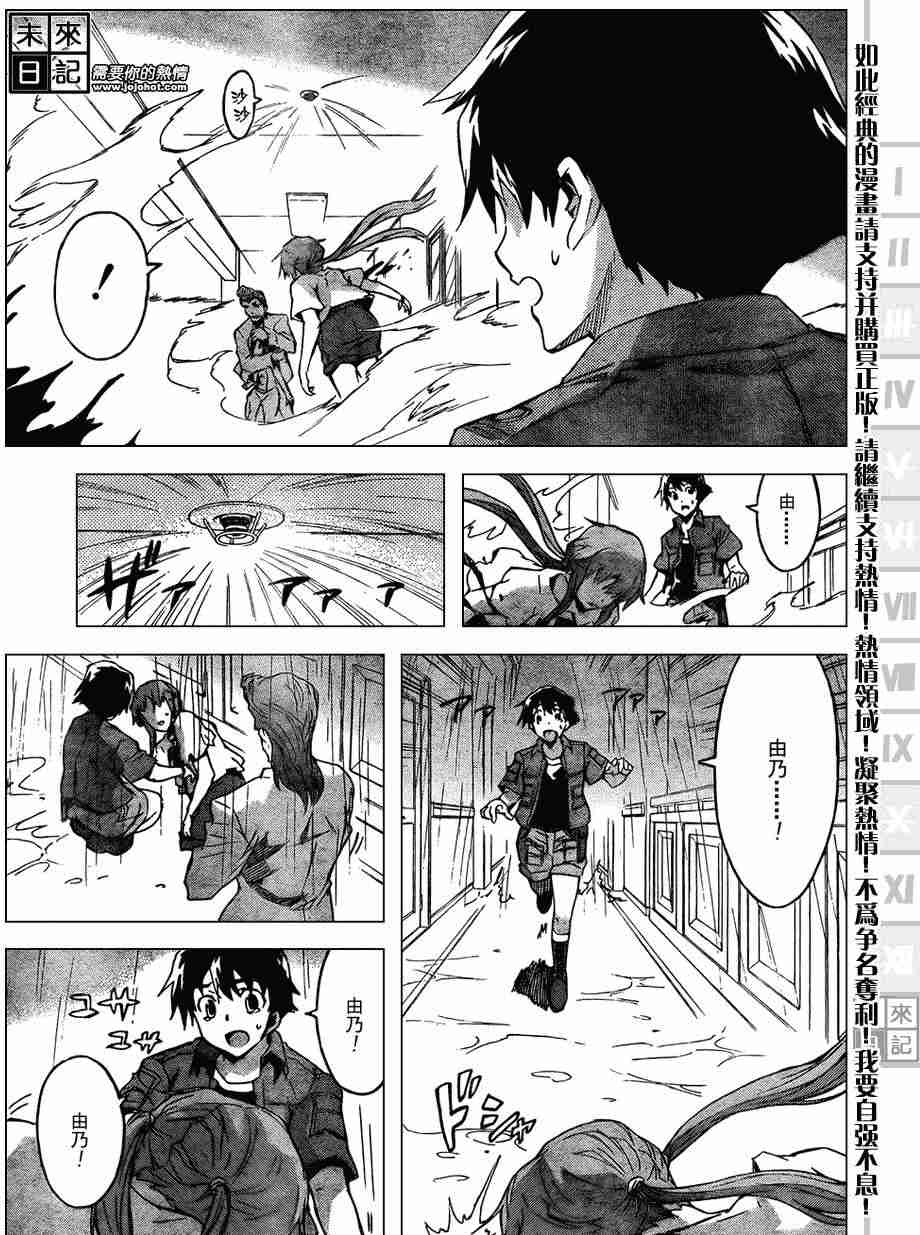 未來
日記
需要你的熱情
www.jojohot.com
沙沙
！
由……
ザァァァ
ァァァ
由乃……！
ドシャ
由乃！
由乃！
ユサユサ
如此經典的漫畫請支持并購買正版！請繼續支持熱情！熱情領域！凝聚熱情！不爲争名奪利！我要自强不息！
I
II
III
IV
V
VI
VII
VIII
IX
X
XI
來
記